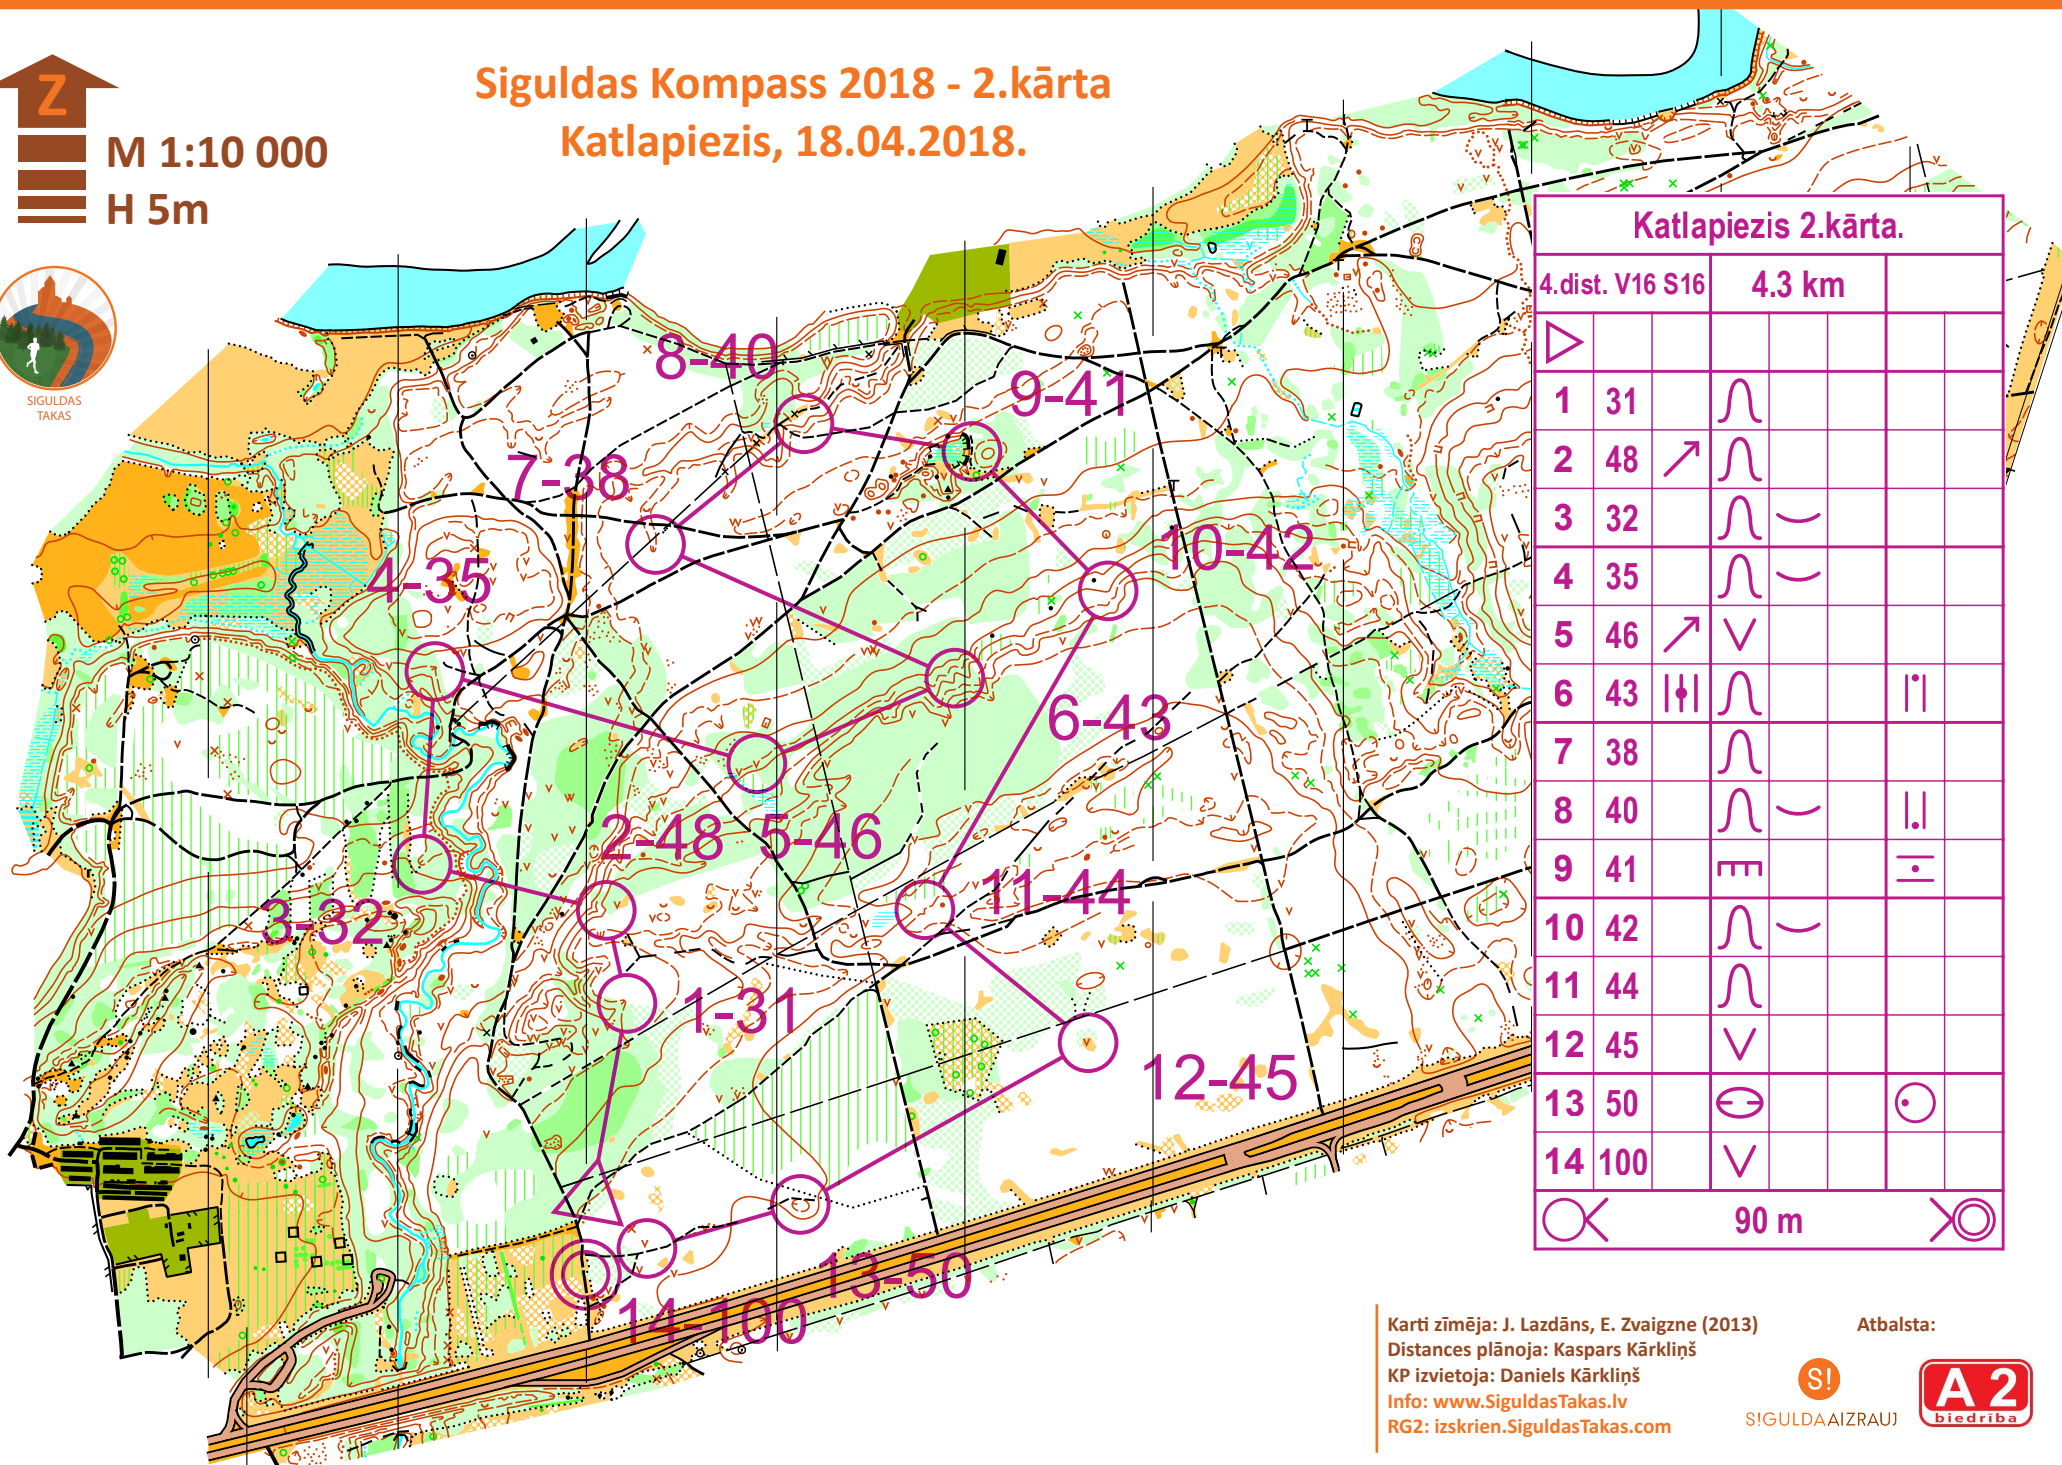 Siguldas Kompass 2018 - 2.kārta
Katlapiezis, 18.04.2018.
Z
M 1:10 000
H 5m
SIGULDAS
TAKAS
8-40
9-41
7-38
10-42
4-35
6-43
2-48
5-46
11-44
3-32
1-31
12-45
13-50
14-100
Katlapiezis 2.kārta.
4.dist. V16 S16 4.3 km
1 31
2 48
3 32
4 35
5 46
6 43
7 38
8 40
9 41
10 42
11 44
12 45
13 50
14 100
90 m
Karti zīmēja: J. Lazdāns, E. Zvaigzne (2013)
Distances plānoja: Kaspars Kārkliņš
KP izvietoja: Daniels Kārkliņš
Info: www.SiguldasTakas.lv
RG2: izskrien.SiguldasTakas.com
Atbalsta:
S!
S!GULDAAIZRAUJ
A 2
biedrība